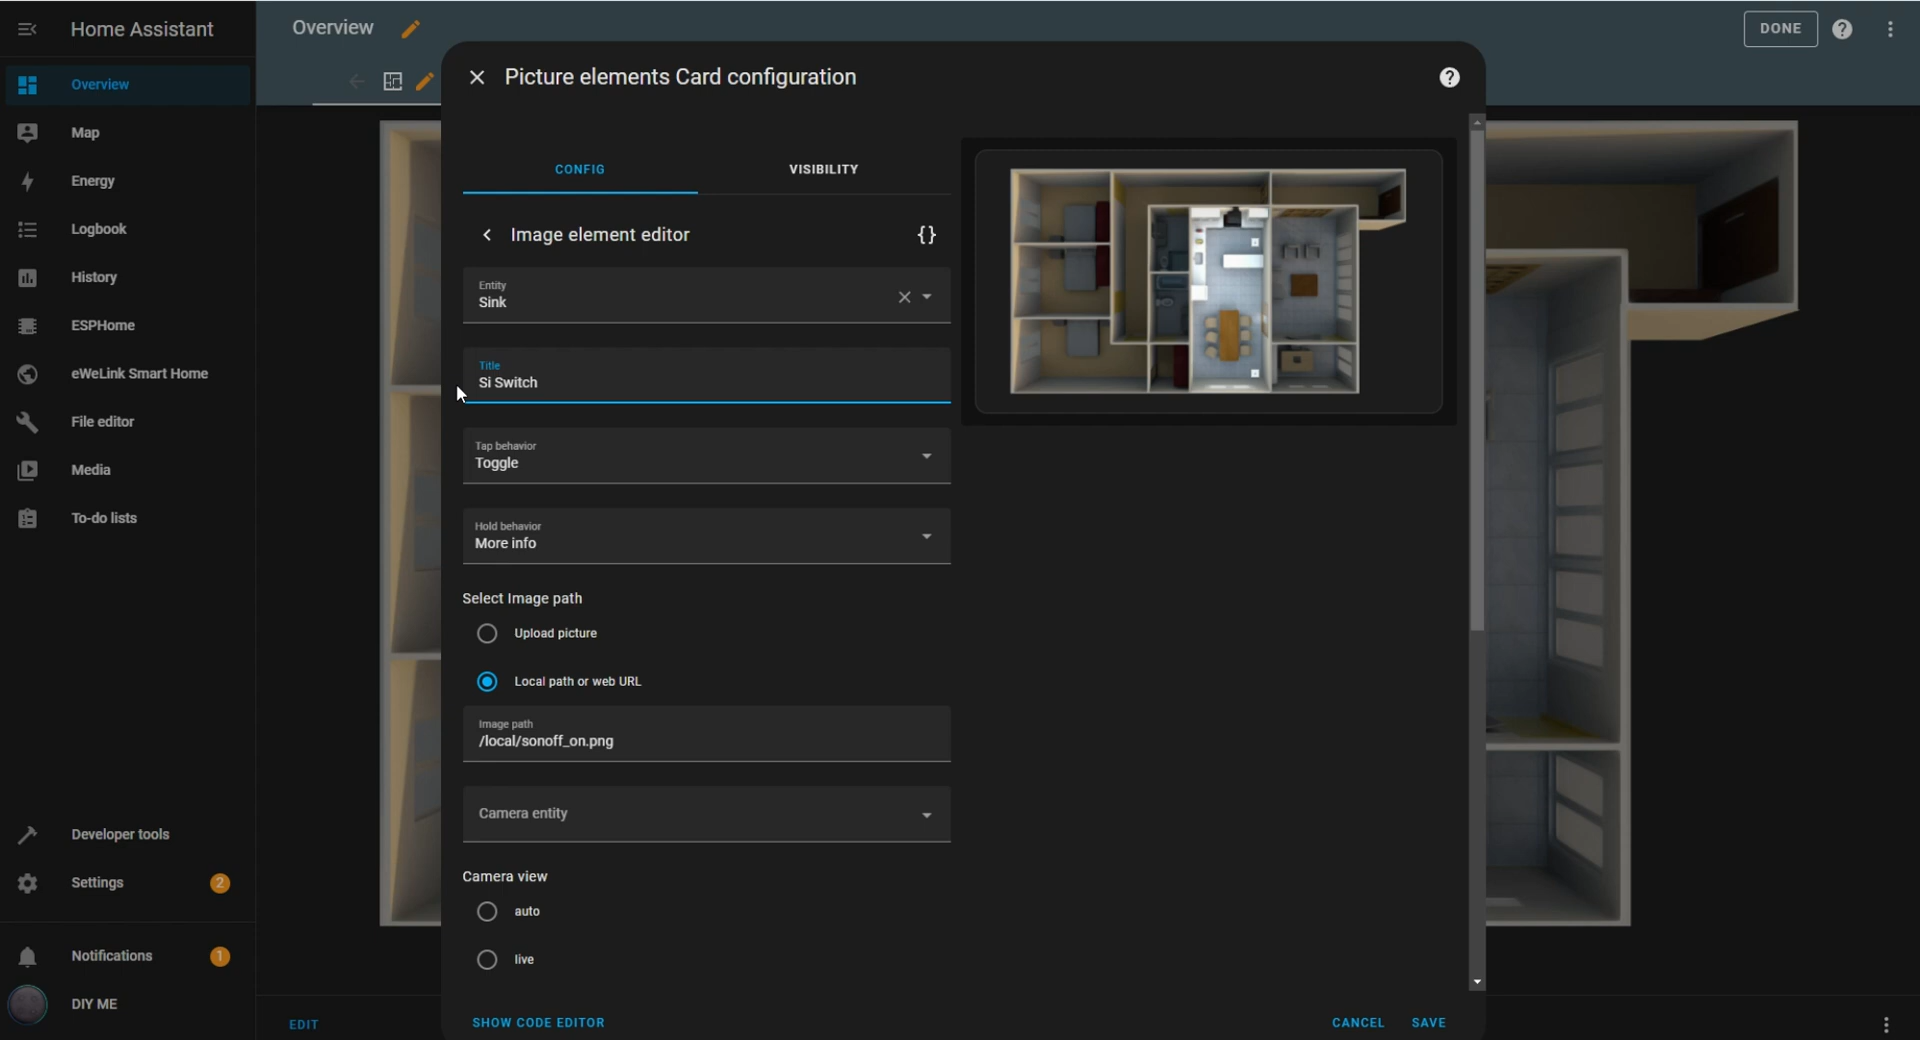 Home Assistant
Overview
DONE
Picture elements Card configuration
Overview
Map
Energy
Logbook
History
ESPHome
eWeLink Smart Home
File editor
Media
To-do lists
Developer tools
Settings
2
Notifications
1
DIY ME
EDIT
CONFIG
VISIBILITY
Image element editor
{}
Entity
Sink
Title
Si Switch
Tap behavior
Toggle
Hold behavior
More info
Select Image path
Upload picture
Local path or web URL
Image path
/local/sonoff_on.png
Camera entity
Camera view
auto
live
SHOW CODE EDITOR
CANCEL
SAVE